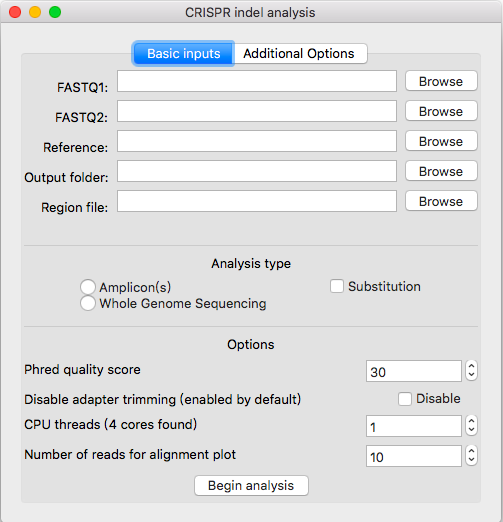 CRISPR indel analysis
Basic inputs Additional Options
FASTQ1: Browse
FASTQ2: Browse
Reference: Browse
Output folder: Browse
Region file: Browse
Analysis type
Amplicon(s) Substitution
Whole Genome Sequencing
Options
Phred quality score 30
Disable adapter trimming (enabled by default) Disable
CPU threads (4 cores found) 1
Number of reads for alignment plot 10
Begin analysis